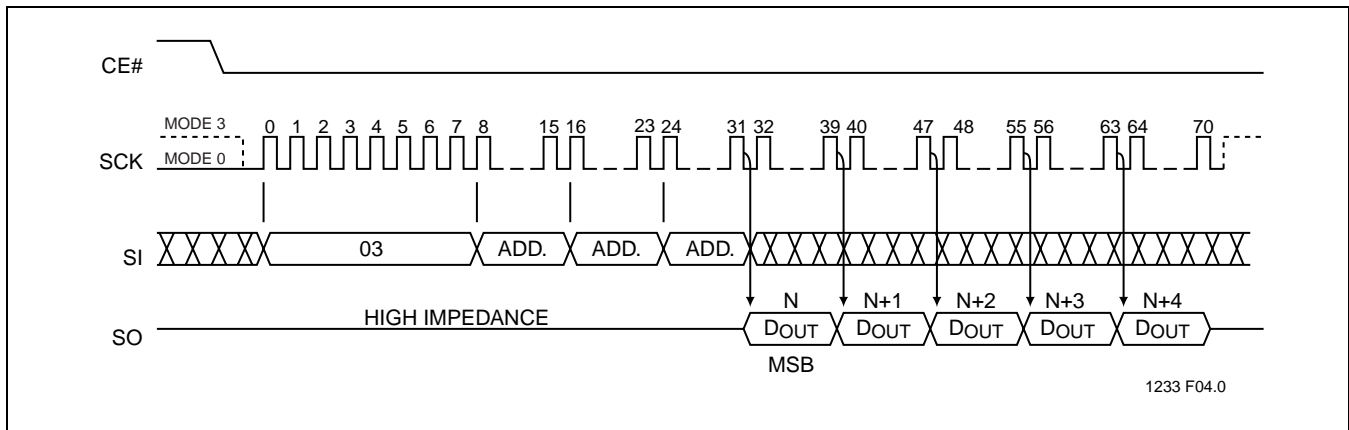 CE#
MODE 3
0 1 2 3 4 5 6 7 8 15 16 23 24 31 32 39 40 47 48 55 56 63 64 70
SCK
MODE 0
SI
03 ADD. ADD. ADD.
N N+1 N+2 N+3 N+4
HIGH IMPEDANCE
SO
DOUT DOUT DOUT DOUT DOUT
MSB
1233 F04.0